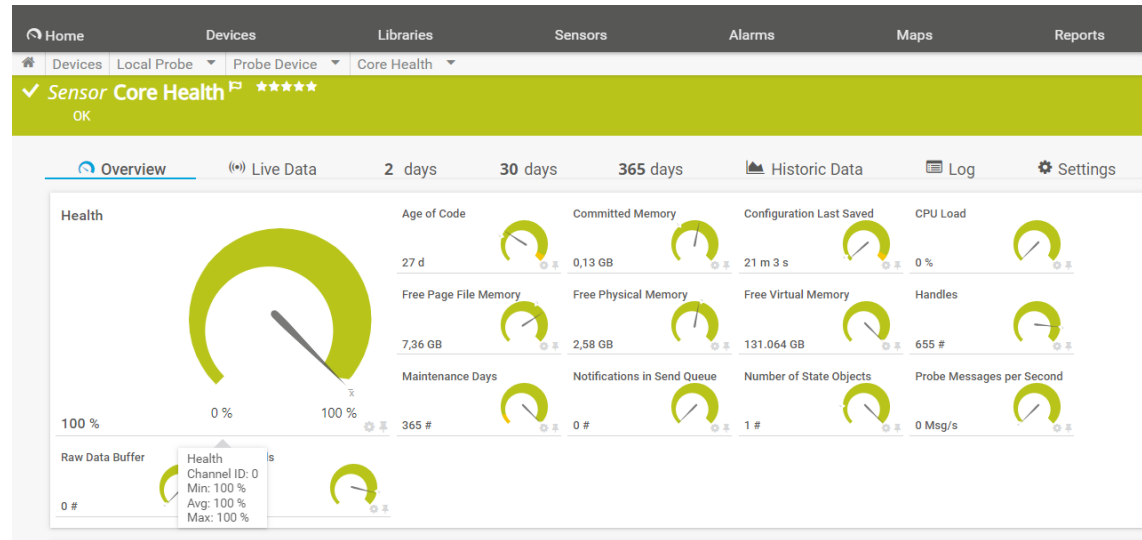 Home Devices Libraries Sensors Alarms Maps Reports
Devices Local Probe Probe Device Core Health
Sensor Core Health
OK
Overview Live Data 2 days 30 days 365 days Historic Data Log Settings
Health
100 %
0 %
100 %
Age of Code
27 d
Committed Memory
0,13 GB
Configuration Last Saved
21 m 3 s
CPU Load
0 %
Free Page File Memory
7,36 GB
Free Physical Memory
2,58 GB
Free Virtual Memory
131.064 GB
Handles
655 #
Maintenance Days
365 #
Notifications in Send Queue
0 #
Number of State Objects
1 #
Probe Messages per Second
0 Msg/s
Raw Data Buffer
0 #
Health
Channel ID: 0
Min: 100 %
Avg: 100 %
Max: 100 %